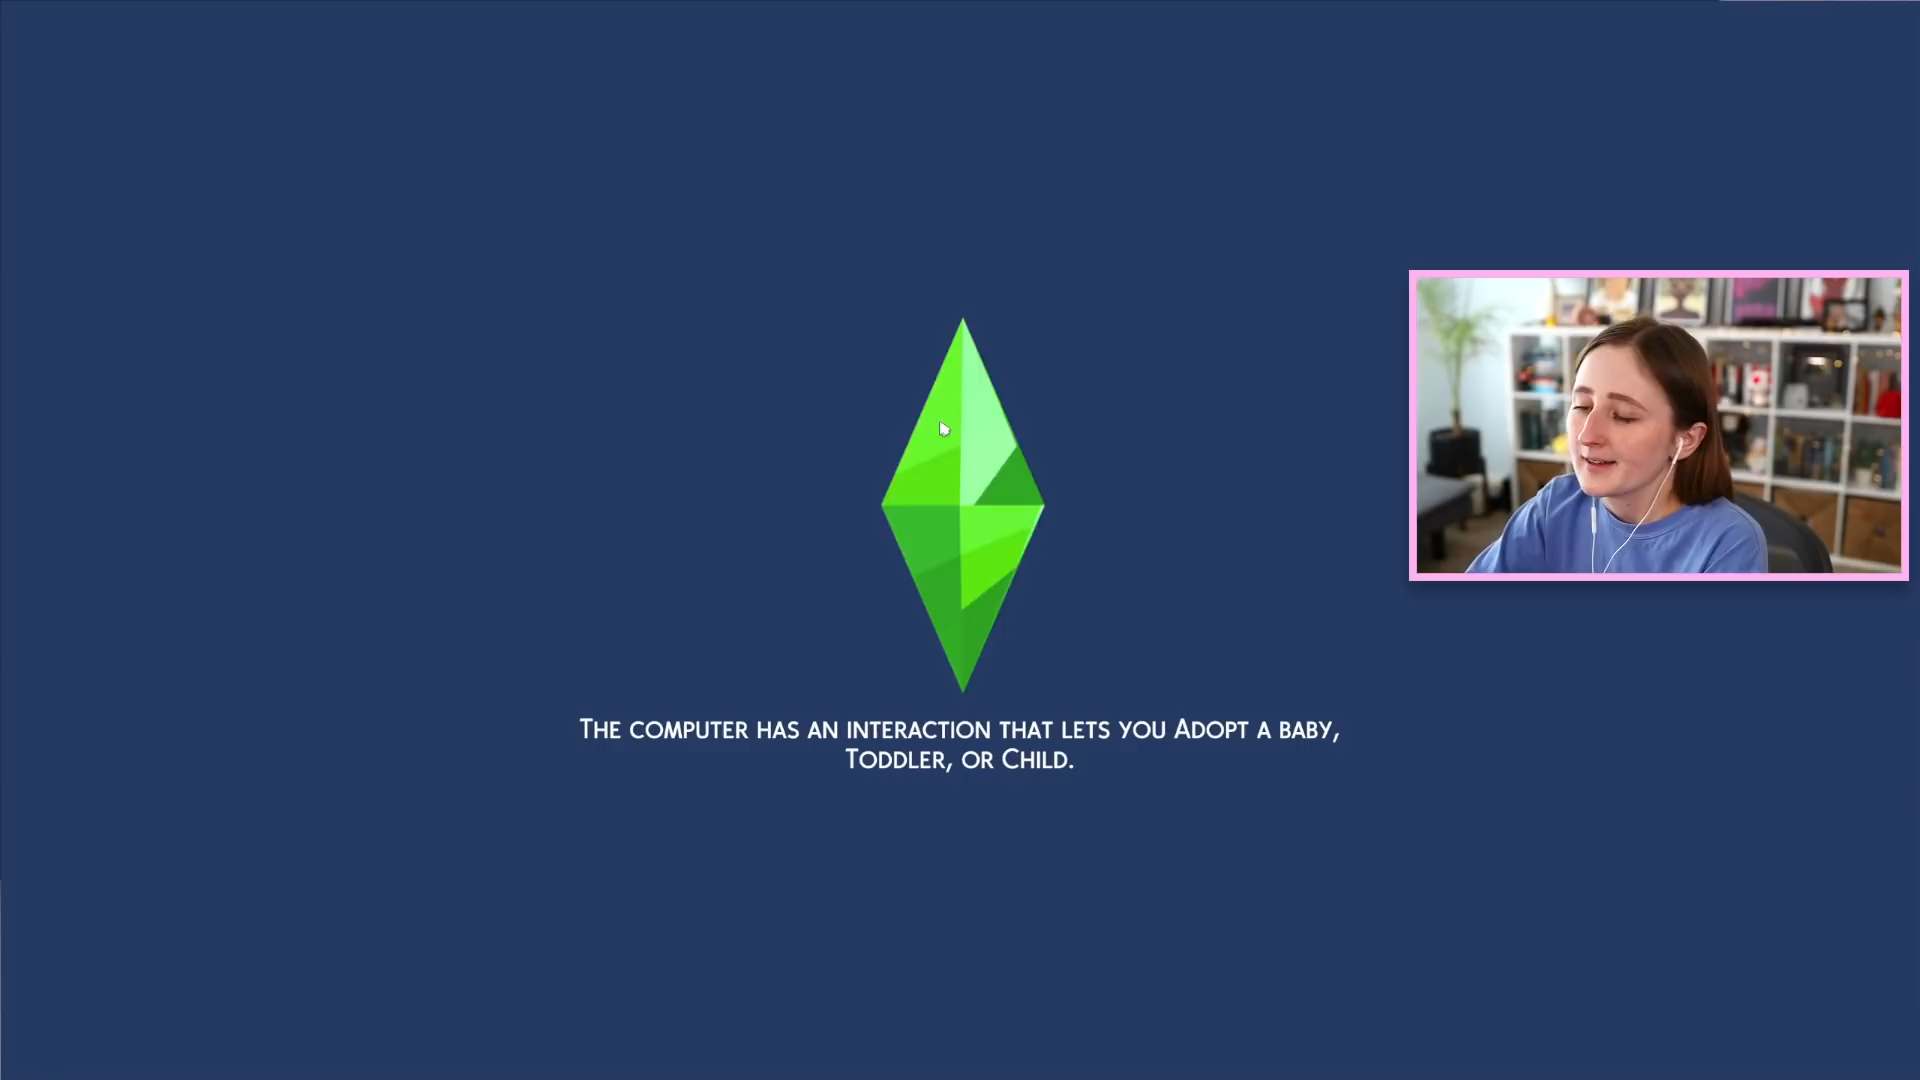 The computer has an interaction that lets you Adopt a baby,
Toddler, or Child.